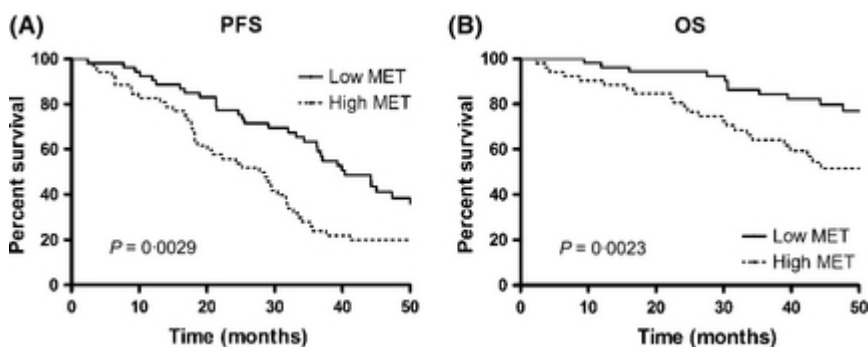 (A)
PFS
Percent survival
100
80
60
40
20
0
Low MET
High MET
P = 0·0029
0 10 20 30 40 50
Time (months)
(B)
OS
Percent survival
100
80
60
40
20
0
P = 0·0023
Low MET
High MET
0 10 20 30 40 50
Time (months)